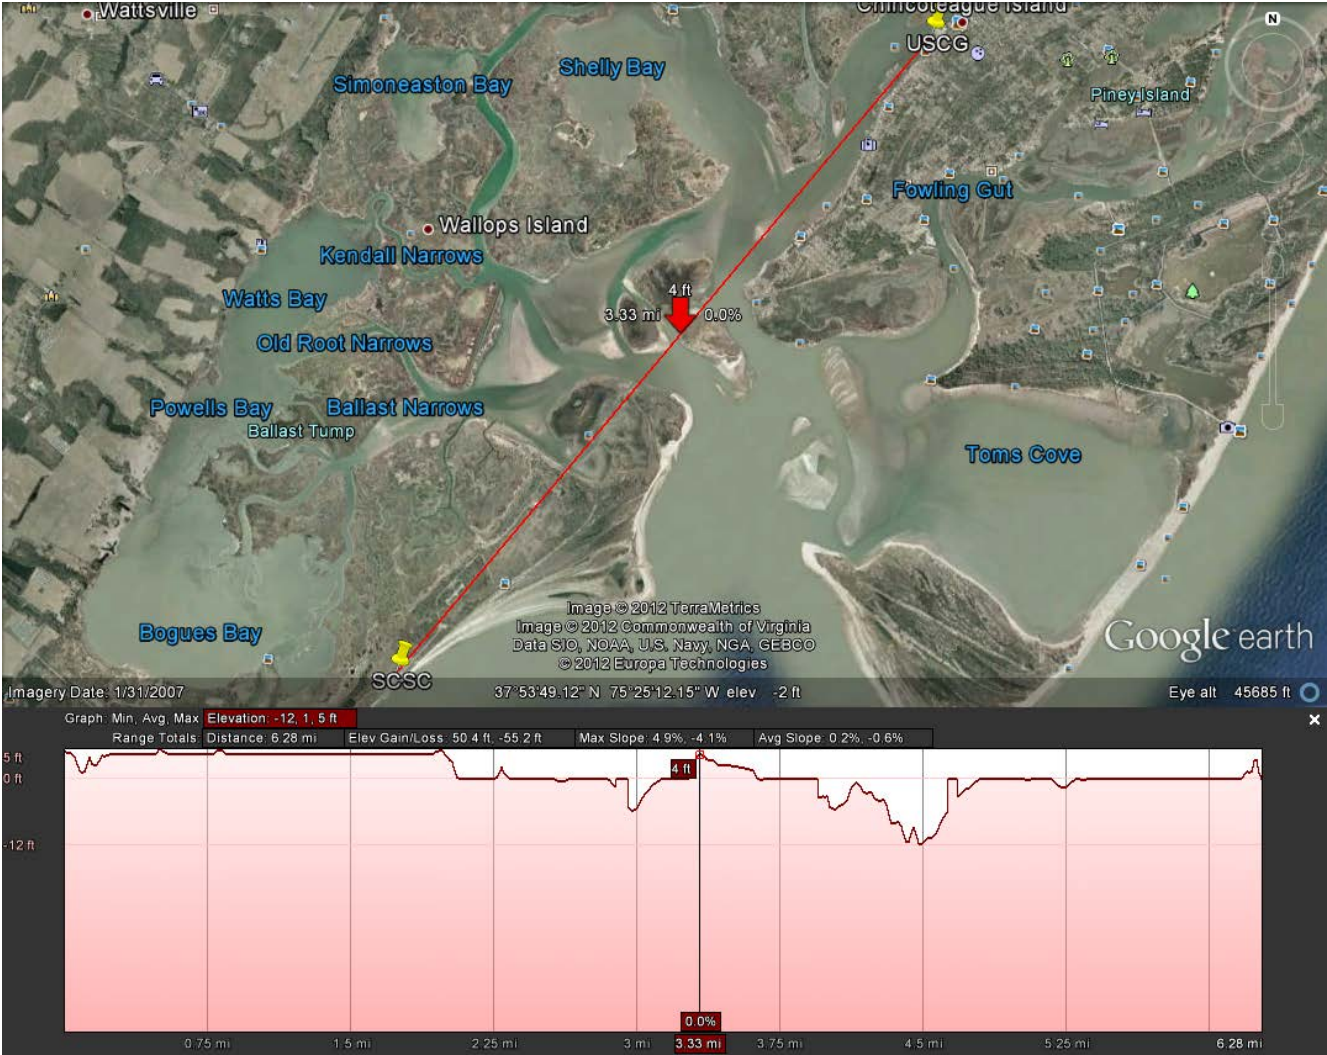 Wattsville
Chincoteague Island
N
USCG
Shelly Bay
Simoneaston Bay
Piney Island
Fowling Gut
Wallops Island
Kendall Narrows
4 ft
Watts Bay
3.33 mi
0.0%
Old Root Narrows
Powells Bay
Ballast Narrows
Ballast Tump
Toms Cove
Image © 2012 TerraMetrics
Image © 2012 Commonwealth of Virginia
Data SIO, NOAA, U.S. Navy, NGA, GEBCO
© 2012 Europa Technologies
Bogues Bay
Google earth
SCSC
Imagery Date: 1/31/2007
37°53'49.12" N 75°25'12.15" W elev -2 ft
Eye alt 45685 ft
Graph: Min, Avg, Max Elevation: -12, 1, 5 ft
Range Totals: Distance: 6.28 mi Elev Gain/Loss: 50.4 ft, -55.2 ft Max Slope: 4.9%, -4.1% Avg Slope: 0.2%, -0.6%
5 ft
4 ft
0 ft
-12 ft
0.0%
0.75 mi 1.5 mi 2.25 mi 3 mi 3.33 mi 3.75 mi 4.5 mi 5.25 mi 6.28 mi